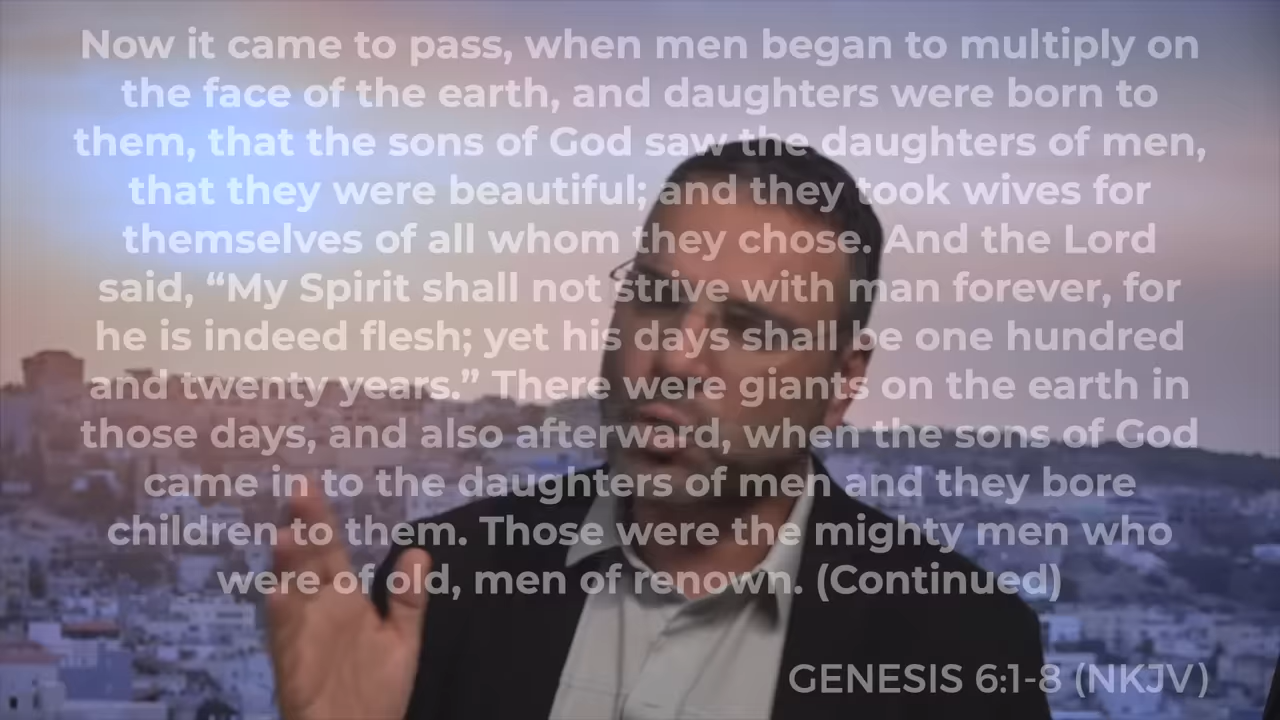 Now it came to pass, when men began to multiply on
the face of the earth, and daughters were born to
them, that the sons of God saw the daughters of men,
that they were beautiful; and they took wives for
themselves of all whom they chose. And the Lord
said, “My Spirit shall not strive with man forever, for
he is indeed flesh; yet his days shall be one hundred
and twenty years.” There were giants on the earth in
those days, and also afterward, when the sons of God
came in to the daughters of men and they bore
children to them. Those were the mighty men who
were of old, men of renown. (Continued)
GENESIS 6:1-8 (NKJV)